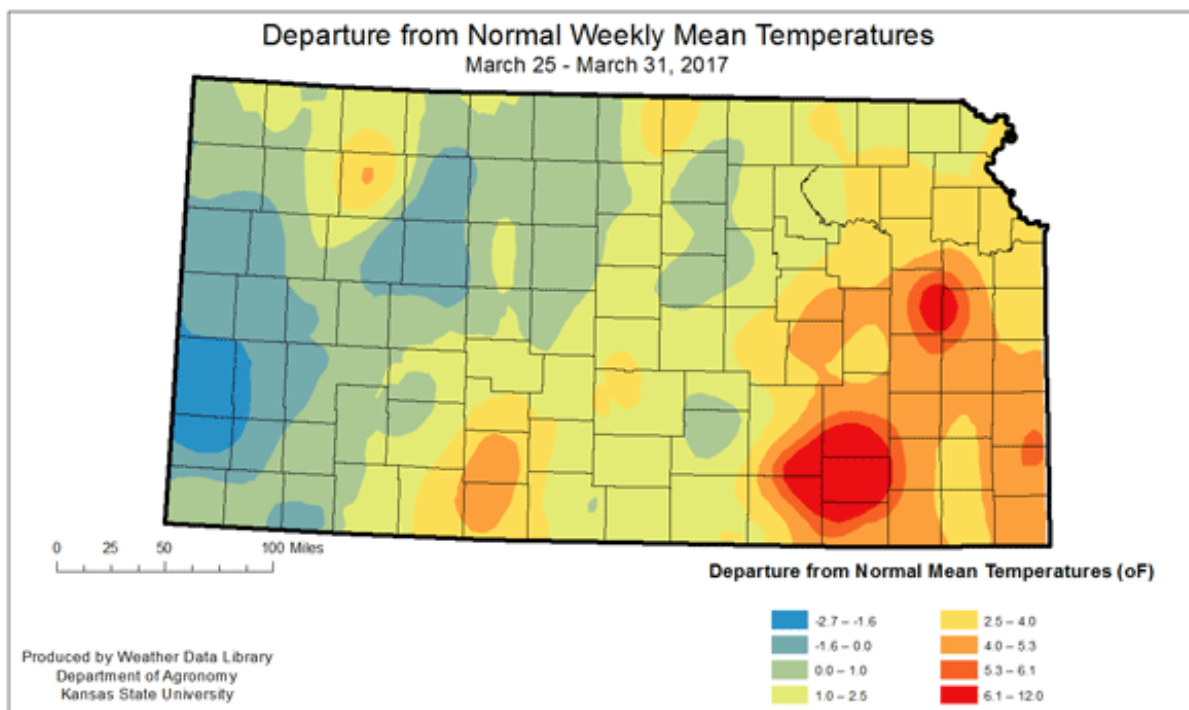 Departure from Normal Weekly Mean Temperatures
March 25 - March 31, 2017
0 25 50 100 Miles
Departure from Normal Mean Temperatures (oF)
-2.7 – -1.6
-1.6 – 0.0
0.0 – 1.0
1.0 – 2.5
2.5 – 4.0
4.0 – 5.3
5.3 – 6.1
6.1 – 12.0
Produced by Weather Data Library
Department of Agronomy
Kansas State University